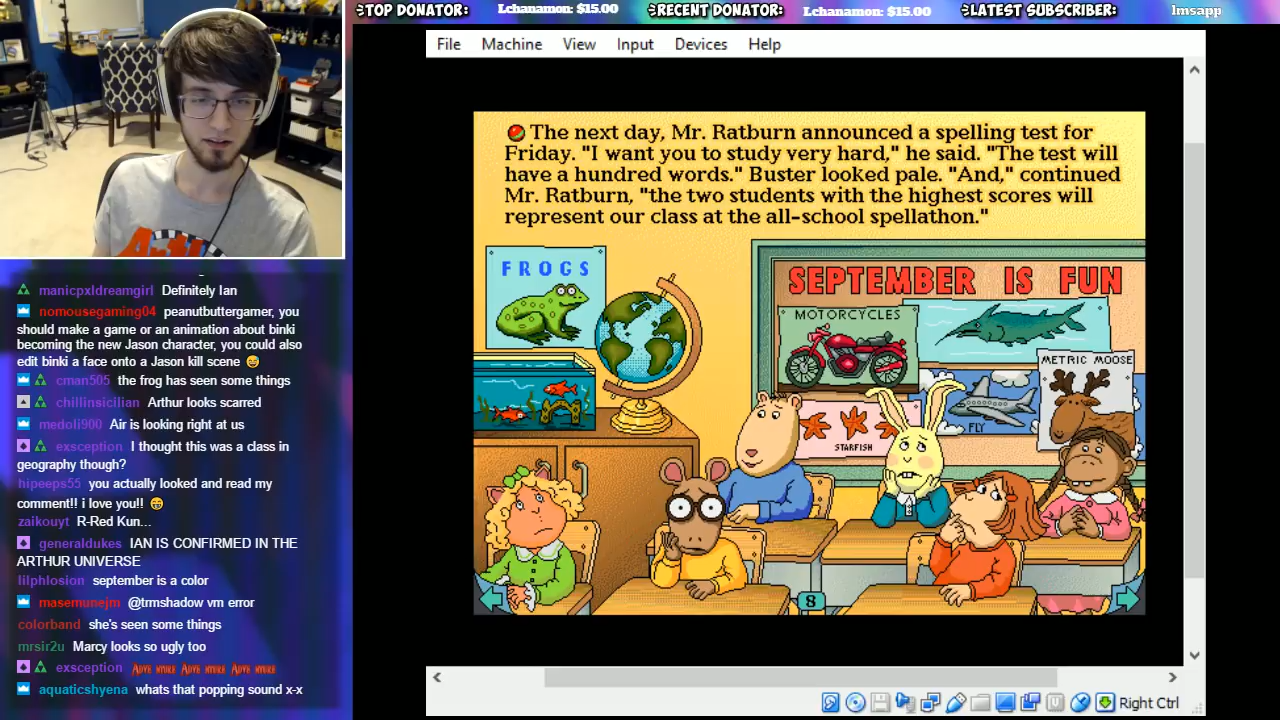 TOP DONATOR: Lchanamon: $15.00 RECENT DONATOR: Lchanamon: $15.00 LATEST SUBSCRIBER: lmsapp
File Machine View Input Devices Help
The next day, Mr. Ratburn announced a spelling test for
Friday. "I want you to study very hard," he said. "The test will
have a hundred words." Buster looked pale. "And," continued
Mr. Ratburn, "the two students with the highest scores will
represent our class at the all-school spellathon."
FROGS
SEPTEMBER IS FUN
MOTORCYCLES
METRIC MOOSE
FLY
STARFISH
8
manicpxldreamgirl Definitely Ian
nomousegaming04 peanutbuttergamer, you
should make a game or an animation about binki
becoming the new Jason character, you could also
edit binki a face onto a Jason kill scene
cman505 the frog has seen some things
chillinsicilian Arthur looks scarred
medoli900 Air is looking right at us
exsception I thought this was a class in
geography though?
hipeeps55 you actually looked and read my
comment!! i love you!!
zaikouyt R-Red Kun...
generaldukes IAN IS CONFIRMED IN THE
ARTHUR UNIVERSE
lilphlosion september is a color
masemunejm @trmshadow vm error
colorband she's seen some things
mrsir2u Marcy looks so ugly too
exsception
aquaticshyena whats that popping sound x-x
Right Ctrl